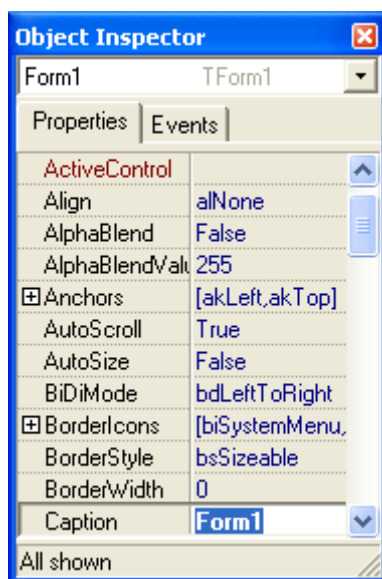 Object Inspector
Form1 TForm1
Properties Events
ActiveControl
Align alNone
AlphaBlend False
AlphaBlendValu 255
Anchors [akLeft,akTop]
AutoScroll True
AutoSize False
BiDiMode bdLeftToRight
BorderIcons [biSystemMenu,
BorderStyle bsSizeable
BorderWidth 0
Caption Form1
All shown